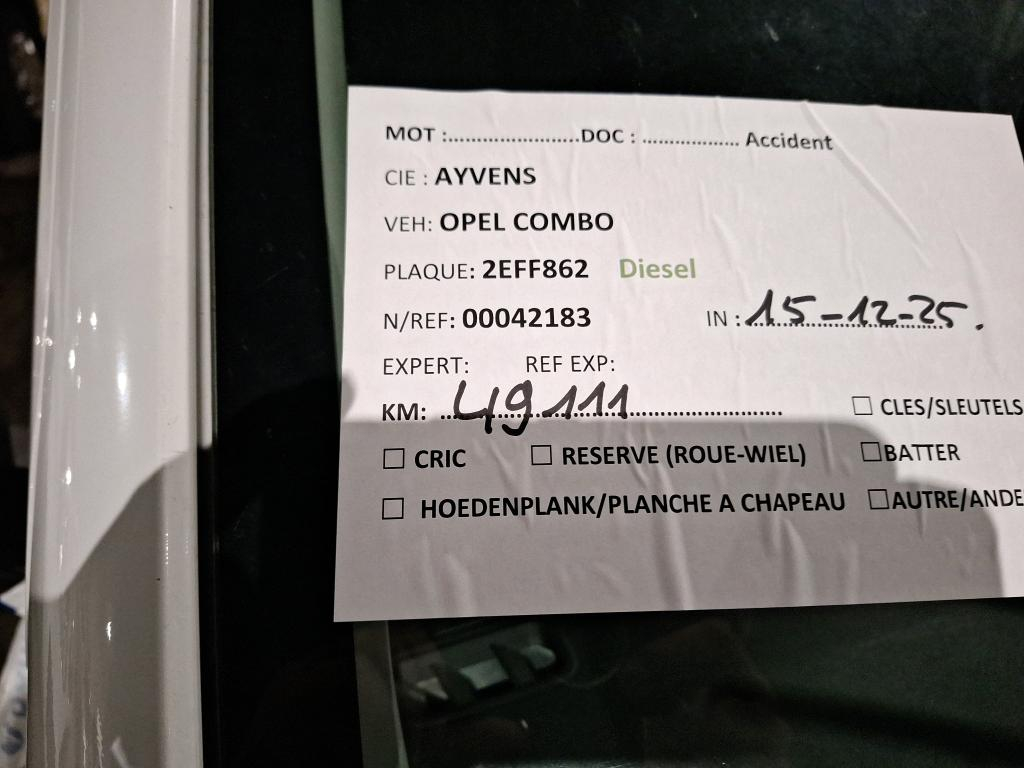 MOT :.......................DOC : .................. Accident
CIE : AYVENS
VEH: OPEL COMBO
PLAQUE: 2EFF862 Diesel
N/REF: 00042183 IN : 15-12-25.
EXPERT: REF EXP:
KM: 49111 ☐ CLES/SLEUTELS
☐ CRIC ☐ RESERVE (ROUE-WIEL) ☐BATTER
☐ HOEDENPLANK/PLANCHE A CHAPEAU ☐AUTRE/ANDE